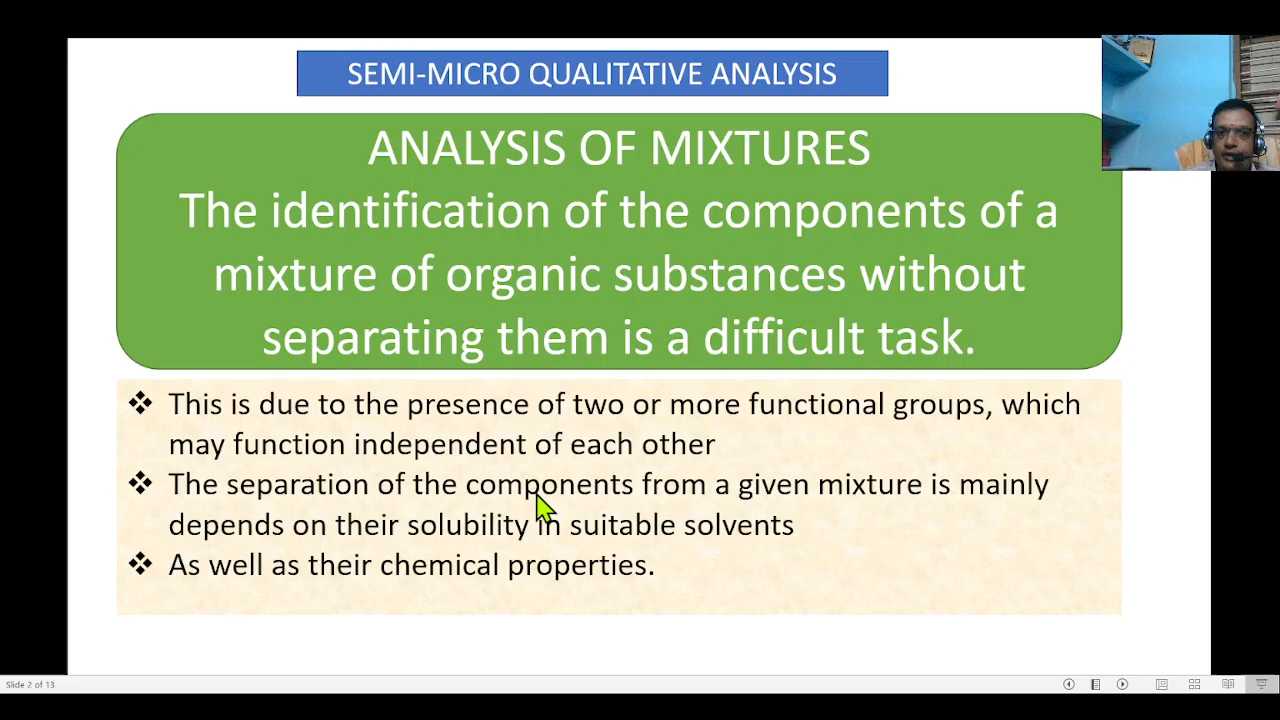 SEMI-MICRO QUALITATIVE ANALYSIS
ANALYSIS OF MIXTURES
The identification of the components of a
mixture of organic substances without
separating them is a difficult task.
❖ This is due to the presence of two or more functional groups, which
may function independent of each other
❖ The separation of the components from a given mixture is mainly
depends on their solubility in suitable solvents
❖ As well as their chemical properties.
Slide 2 of 13